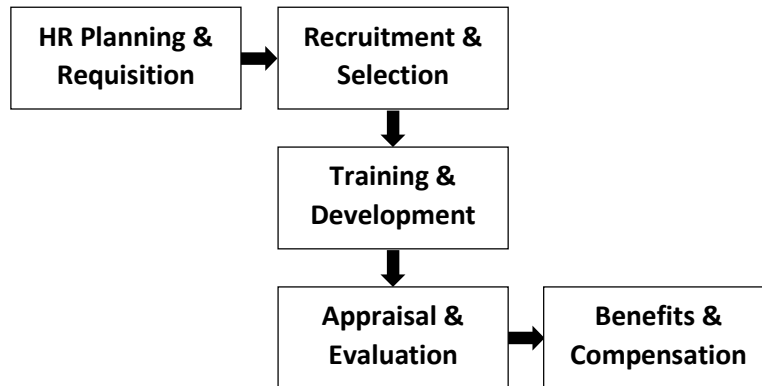 HR Planning &
Requisition
Recruitment &
Selection
Training &
Development
Appraisal &
Evaluation
Benefits &
Compensation